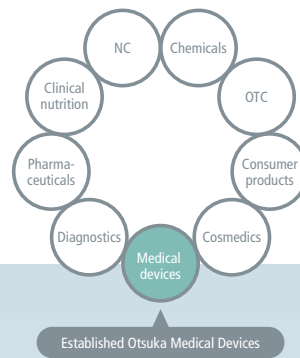 NC
Chemicals
Clinical
nutrition
OTC
Pharma-
ceuticals
Consumer
products
Diagnostics
Cosmedics
Medical
devices
Established Otsuka Medical Devices